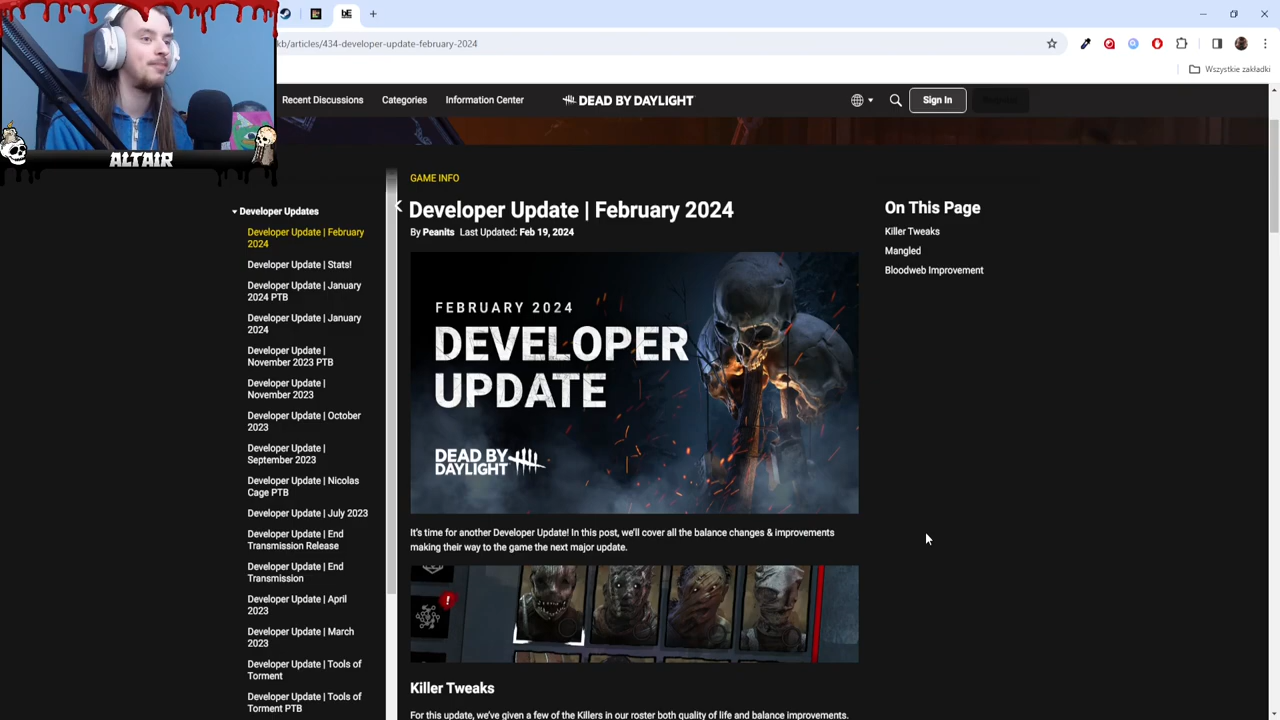 kb/articles/434-developer-update-february-2024
Wszystkie zakładki
Recent Discussions
Categories
Information Center
DEAD BY DAYLIGHT
Sign In
ALTAIR
Developer Updates
Developer Update | February
2024
Developer Update | Stats!
Developer Update | January
2024 PTB
Developer Update | January
2024
Developer Update |
November 2023 PTB
Developer Update |
November 2023
Developer Update | October
2023
Developer Update |
September 2023
Developer Update | Nicolas
Cage PTB
Developer Update | July 2023
Developer Update | End
Transmission Release
Developer Update | End
Transmission
Developer Update | April
2023
Developer Update | March
2023
Developer Update | Tools of
Torment
Developer Update | Tools of
Torment PTB
GAME INFO
Developer Update | February 2024
By Peanits Last Updated: Feb 19, 2024
FEBRUARY 2024
DEVELOPER
UPDATE
DEAD BY
DAYLIGHT
It's time for another Developer Update! In this post, we'll cover all the balance changes & improvements
making their way to the game the next major update.
Killer Tweaks
For this update, we've given a few of the Killers in our roster both quality of life and balance improvements.
On This Page
Killer Tweaks
Mangled
Bloodweb Improvement